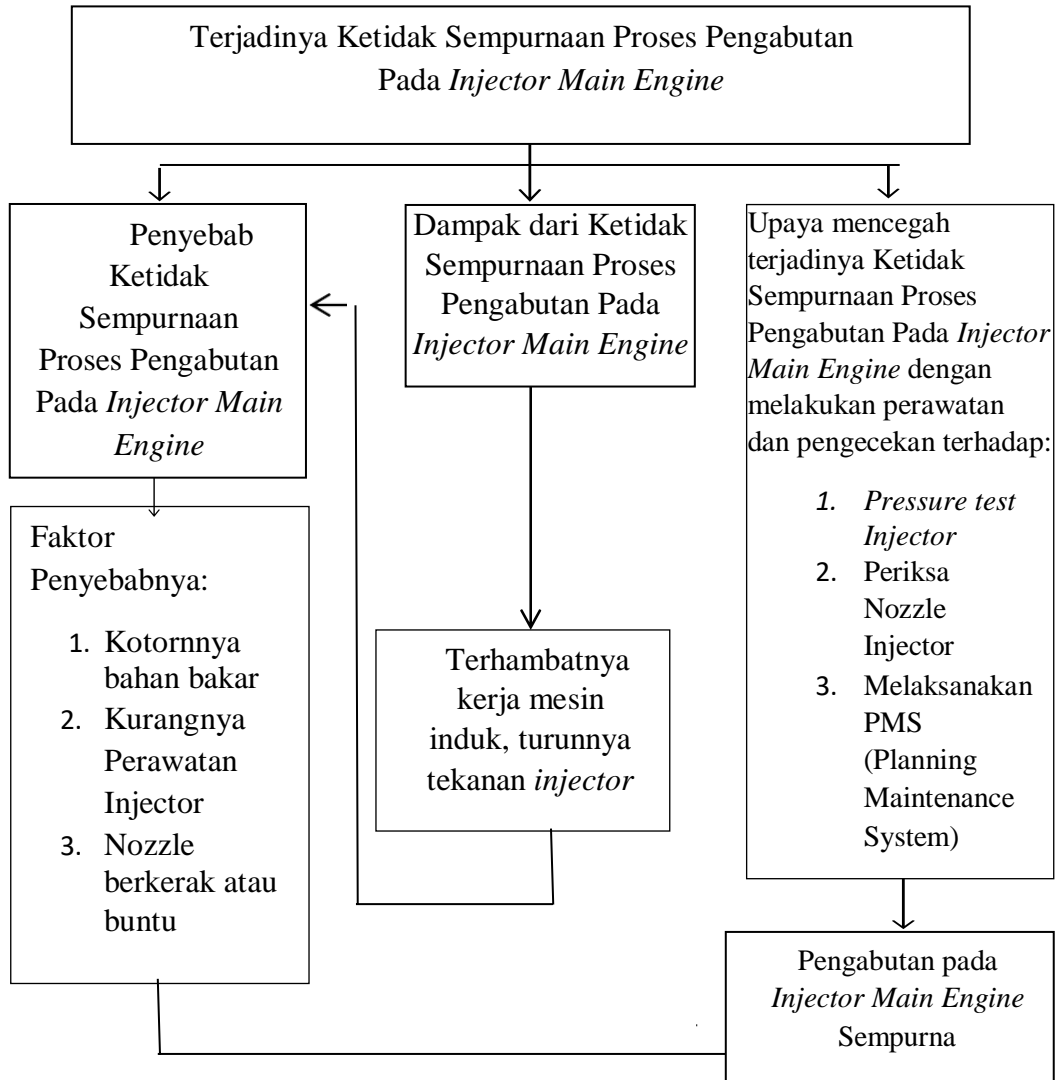 Terjadinya Ketidak Sempurnaan Proses Pengabutan
Pada Injector Main Engine
Penyebab
Ketidak
Sempurnaan
Proses Pengabutan
Pada Injector Main
Engine
Dampak dari Ketidak
Sempurnaan Proses
Pengabutan Pada
Injector Main Engine
Upaya mencegah
terjadinya Ketidak
Sempurnaan Proses
Pengabutan Pada Injector
Main Engine dengan
melakukan perawatan
dan pengecekan terhadap:
1. Pressure test
Injector
2. Periksa
Nozzle
Injector
3. Melaksanakan
PMS
(Planning
Maintenance
System)
Faktor
Penyebabnya:
1. Kotornnya
bahan bakar
2. Kurangnya
Perawatan
Injector
3. Nozzle
berkerak atau
buntu
Terhambatnya
kerja mesin
induk, turunnya
tekanan injector
Pengabutan pada
Injector Main Engine
Sempurna